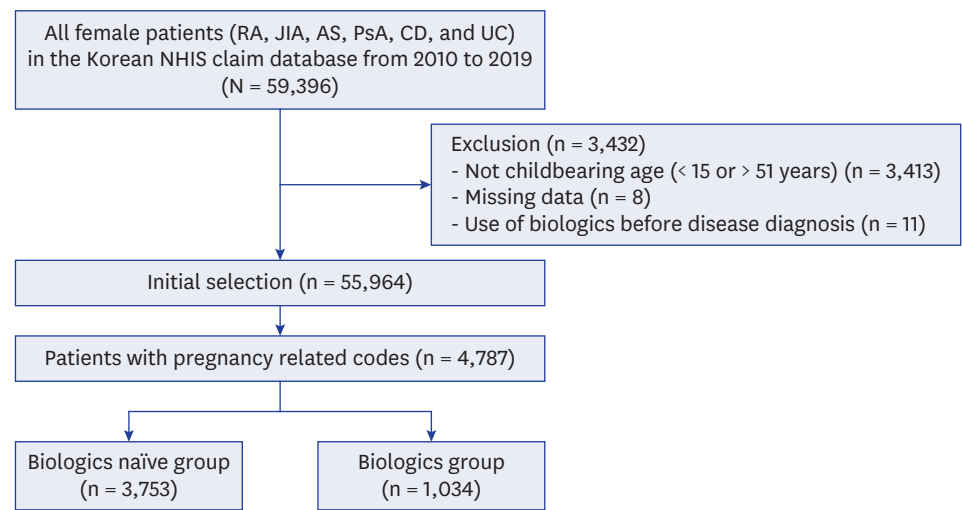 All female patients (RA, JIA, AS, PsA, CD, and UC)
in the Korean NHIS claim database from 2010 to 2019
(N = 59,396)
Exclusion (n = 3,432)
- Not childbearing age (< 15 or > 51 years) (n = 3,413)
- Missing data (n = 8)
- Use of biologics before disease diagnosis (n = 11)
Initial selection (n = 55,964)
Patients with pregnancy related codes (n = 4,787)
Biologics naïve group
(n = 3,753)
Biologics group
(n = 1,034)